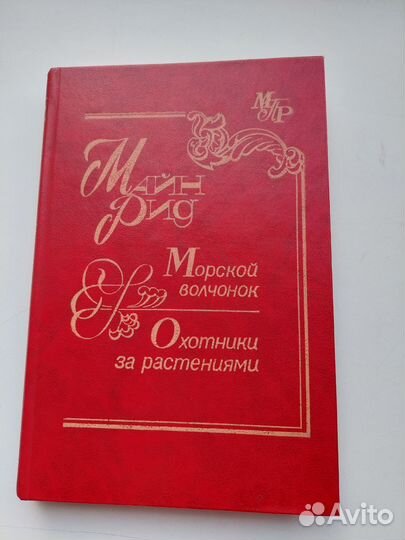 МПР
Майн
Рид
Морской
волчонок
Охотники
за растениями
Avito